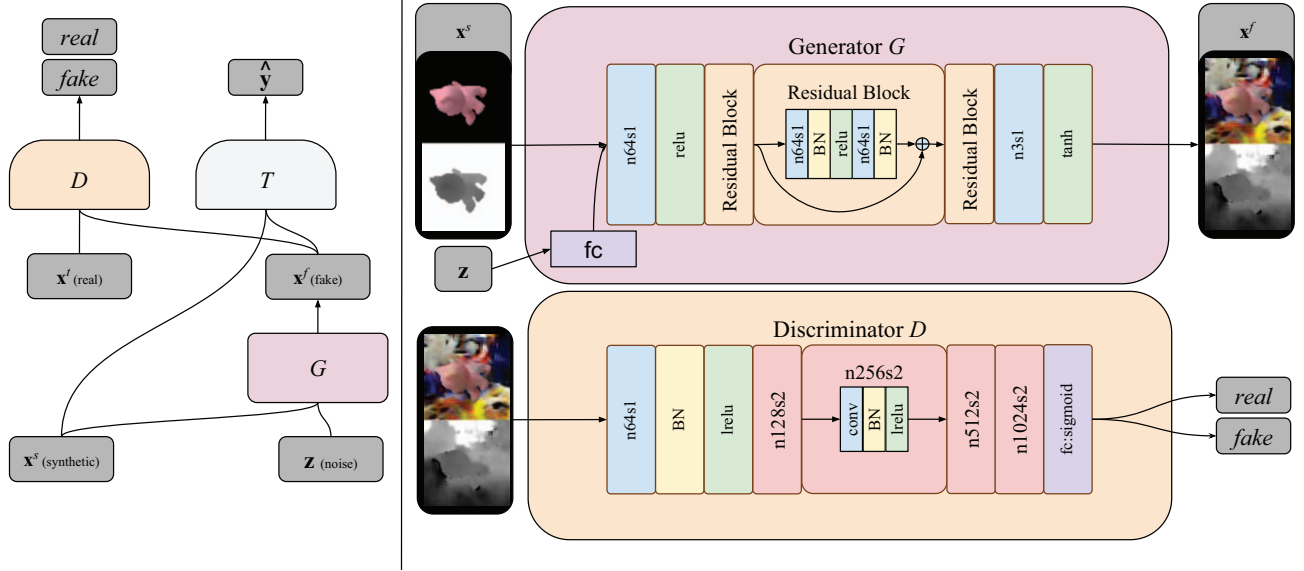 real
fake
ŷ
D
T
x^t (real)
x^f (fake)
G
x^s (synthetic)
z (noise)
x^s
Generator G
x^f
n64s1
relu
Residual Block
Residual Block
n64s1
BN
relu
n64s1
BN
Residual Block
n3s1
tanh
z
fc
Discriminator D
n64s1
BN
lrelu
n128s2
n256s2
conv
BN
lrelu
n512s2
n1024s2
fc:sigmoid
real
fake